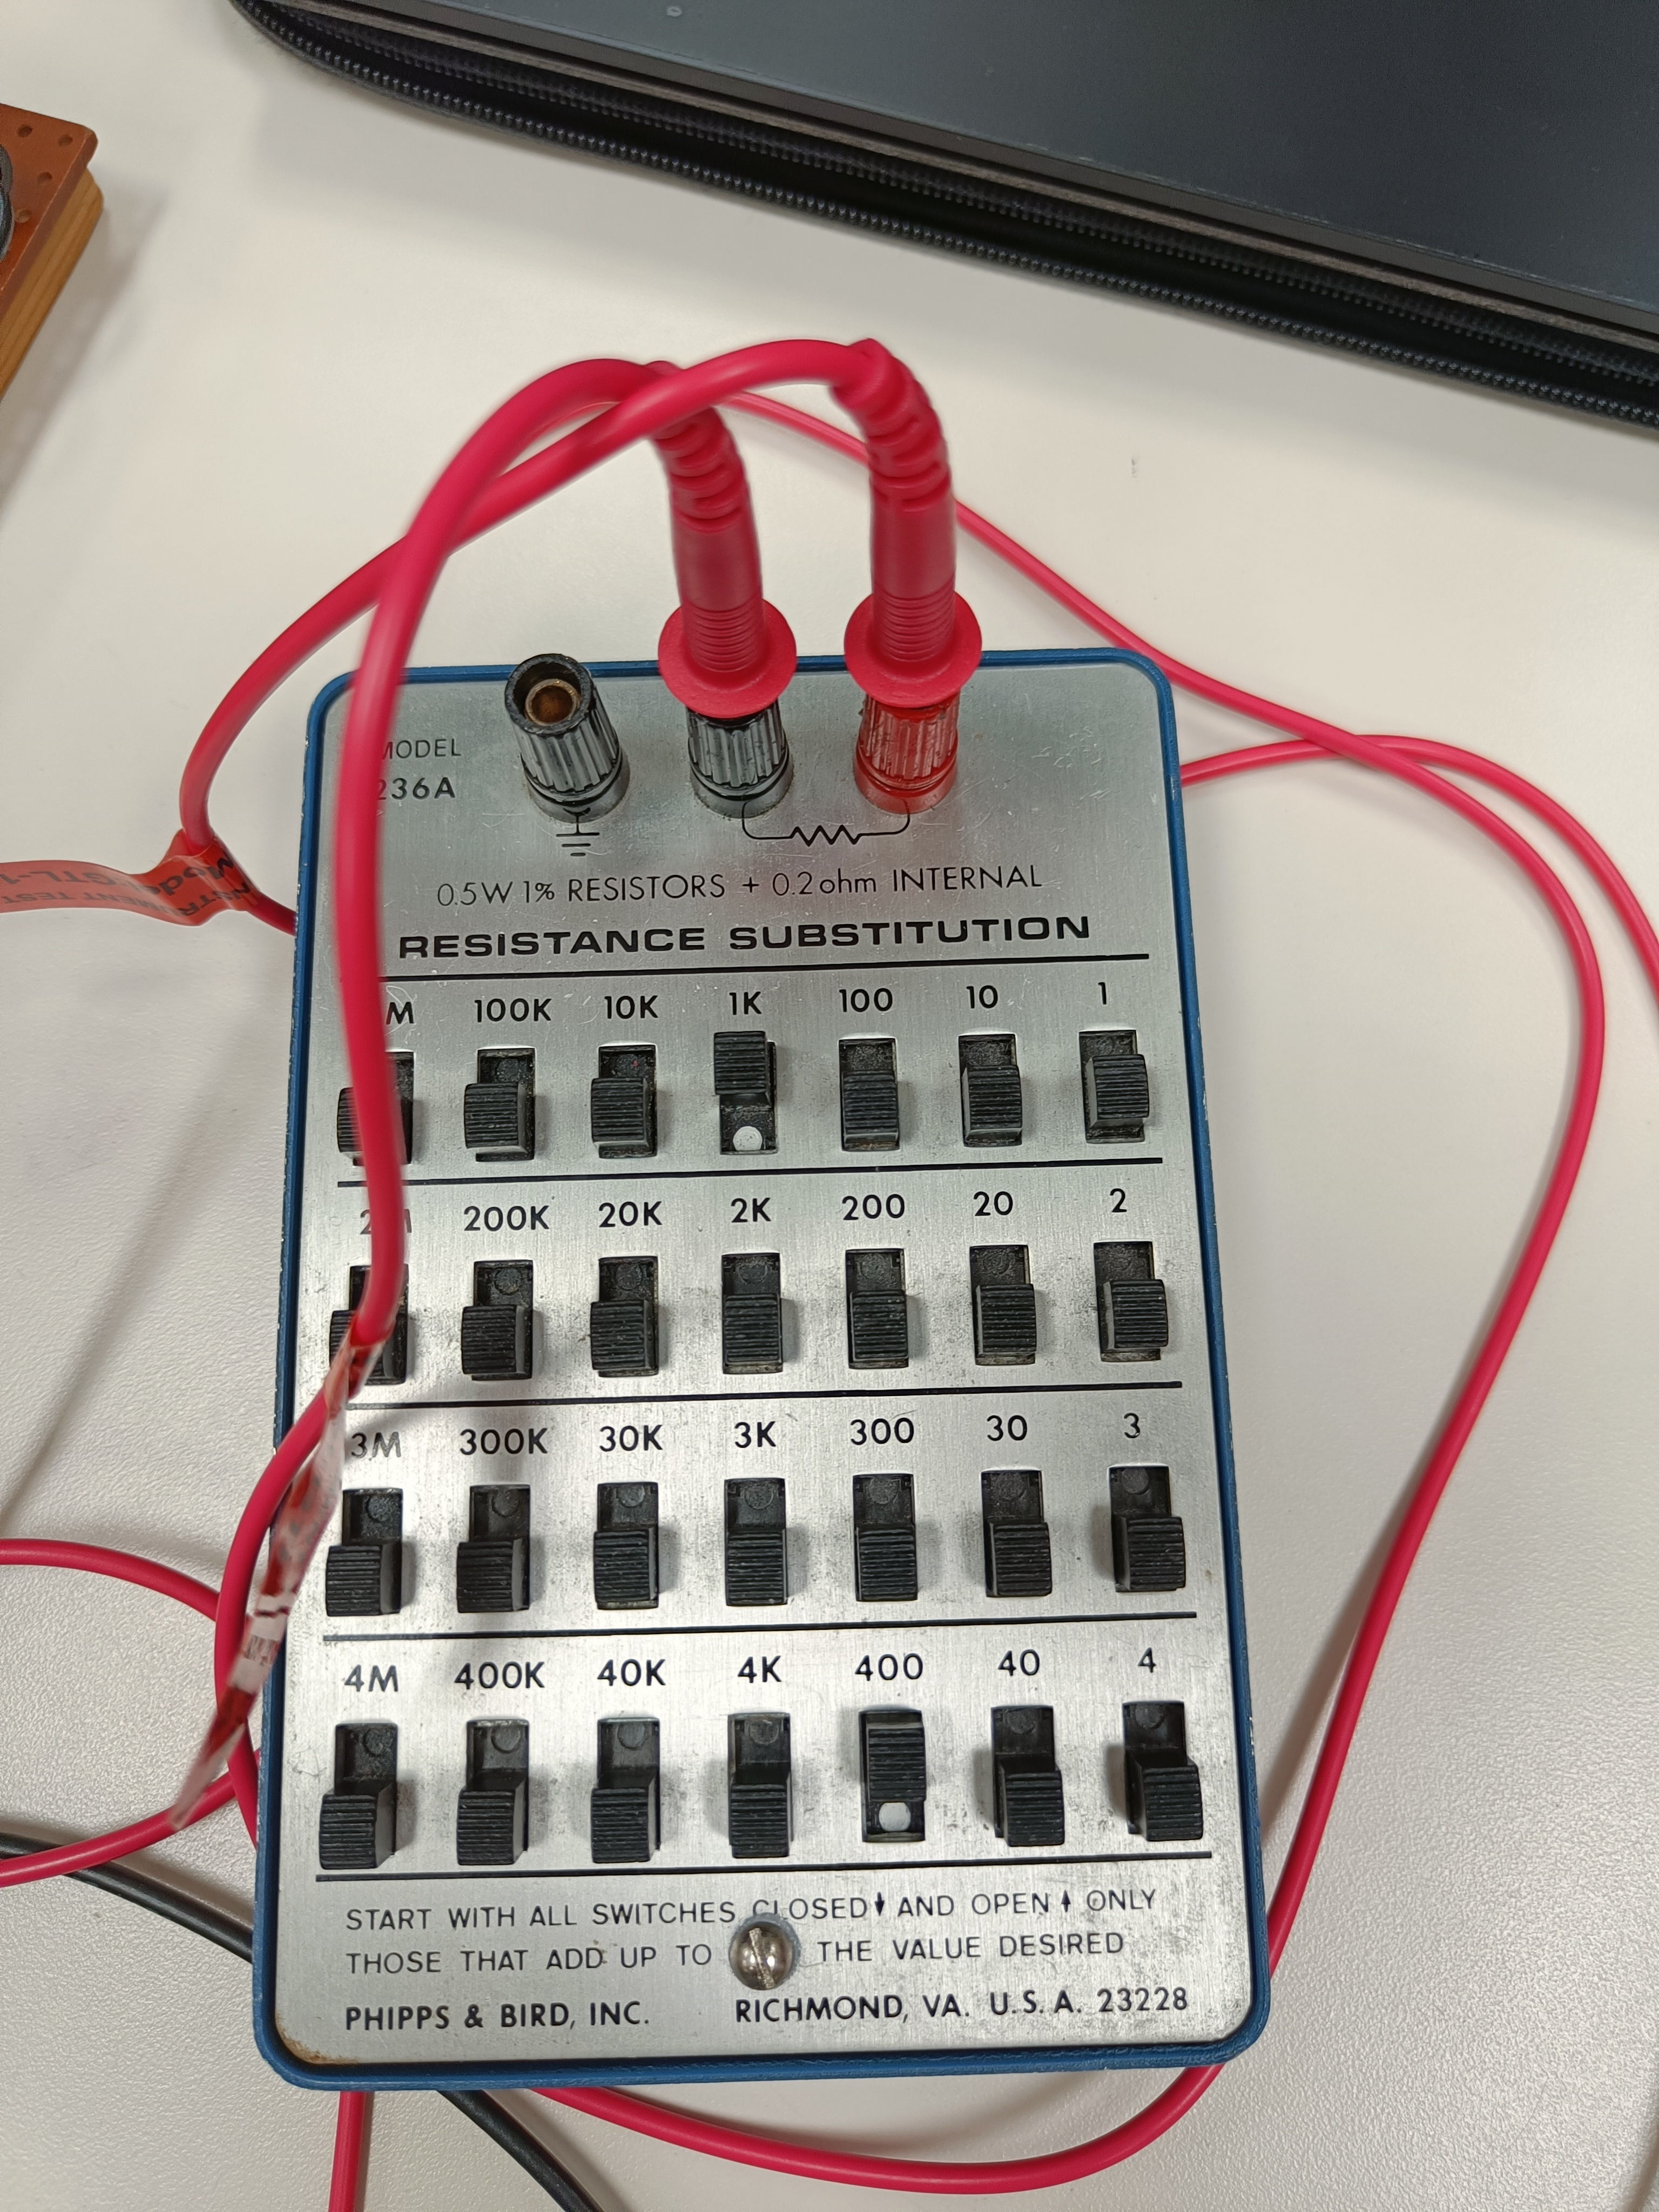 MODEL
236A
0.5W 1% RESISTORS + 0.2 ohm INTERNAL
RESISTANCE SUBSTITUTION
M 100K 10K 1K 100 10 1
2M 200K 20K 2K 200 20 2
3M 300K 30K 3K 300 30 3
4M 400K 40K 4K 400 40 4
START WITH ALL SWITCHES CLOSED AND OPEN ONLY
THOSE THAT ADD UP TO THE VALUE DESIRED
PHIPPS & BIRD, INC. RICHMOND, VA. U.S.A. 23228